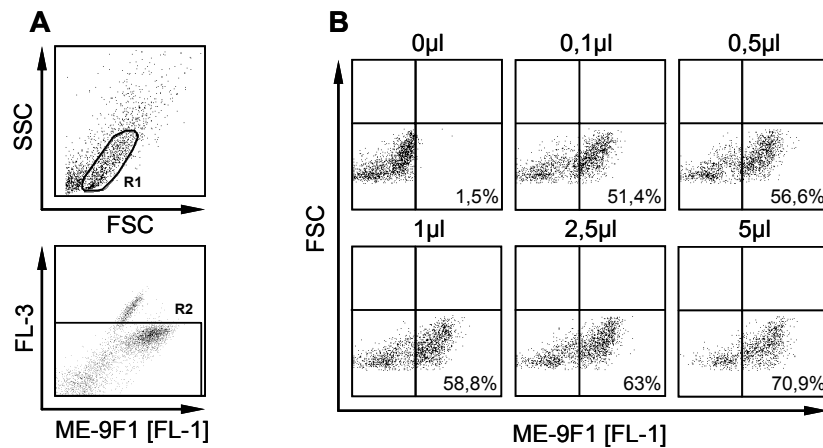 A
SSC
R1
FSC
FL-3
R2
ME-9F1 [FL-1]
B
0µl 0,1µl 0,5µl
1,5% 51,4% 56,6%
FSC
1µl 2,5µl 5µl
58,8% 63% 70,9%
ME-9F1 [FL-1]